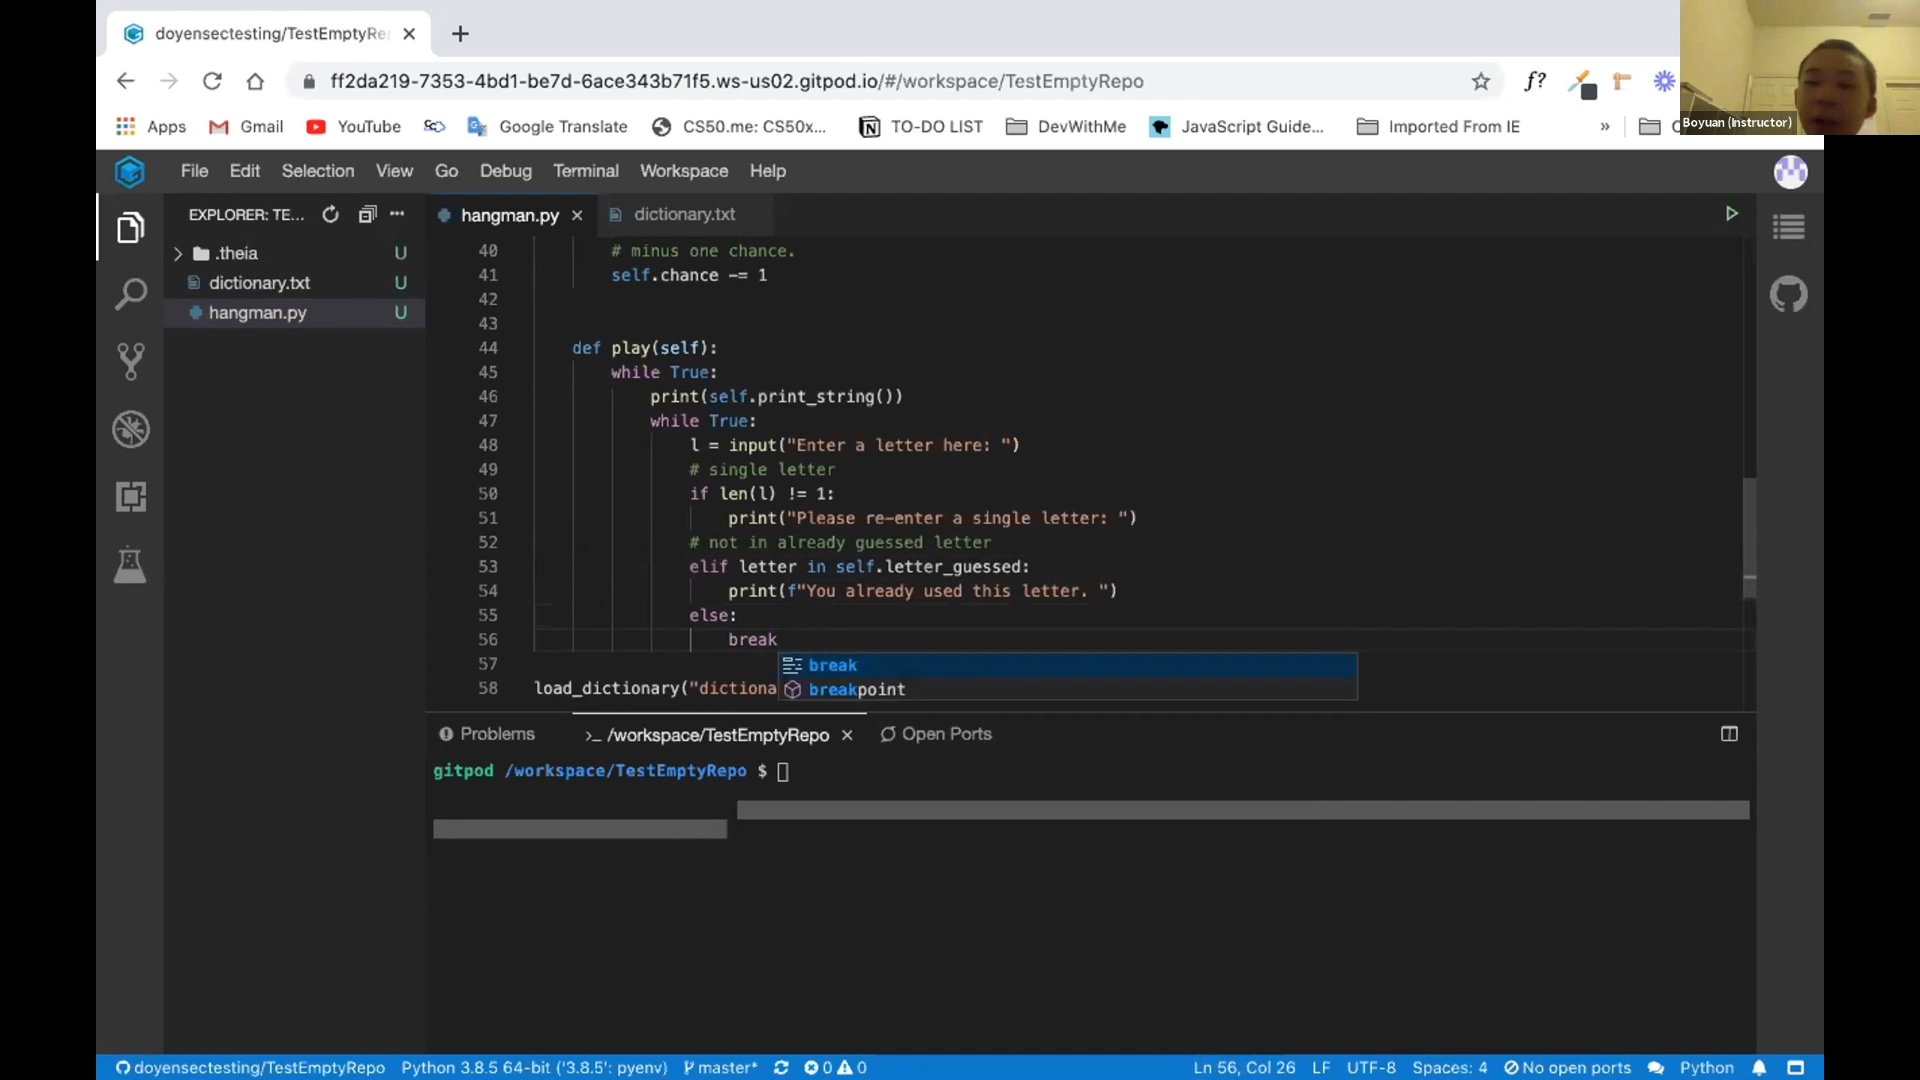 doyensectesting/TestEmptyRe
ff2da219-7353-4bd1-be7d-6ace343b71f5.ws-us02.gitpod.io/#/workspace/TestEmptyRepo
f?
Apps Gmail YouTube Google Translate CS50.me: CS50x... TO-DO LIST DevWithMe JavaScript Guide... Imported From IE »
Boyuan (Instructor)
File Edit Selection View Go Debug Terminal Workspace Help
EXPLORER: TE...
hangman.py
dictionary.txt
.theia U
dictionary.txt U
hangman.py U
40 # minus one chance.
41 self.chance -= 1
42
43
44 def play(self):
45 while True:
46 print(self.print_string())
47 while True:
48 l = input("Enter a letter here: ")
49 # single letter
50 if len(l) != 1:
51 print("Please re-enter a single letter: ")
52 # not in already guessed letter
53 elif letter in self.letter_guessed:
54 print(f"You already used this letter. ")
55 else:
56 break
57
58 load_dictionary("dictiona
break
breakpoint
Problems >_ /workspace/TestEmptyRepo Open Ports
gitpod /workspace/TestEmptyRepo $
doyensectesting/TestEmptyRepo Python 3.8.5 64-bit ('3.8.5': pyenv) master* 0 0 Ln 56, Col 26 LF UTF-8 Spaces: 4 No open ports Python